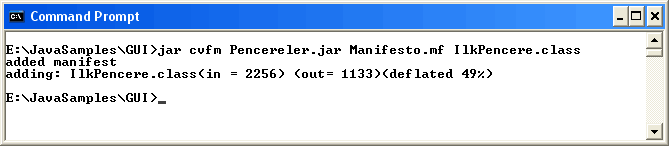 Command Prompt
E:\JavaSamples\GUI>jar cvfm Pencereler.jar Manifesto.mf IlkPencere.class
added manifest
adding: IlkPencere.class(in = 2256) (out= 1133)(deflated 49%)
E:\JavaSamples\GUI>_